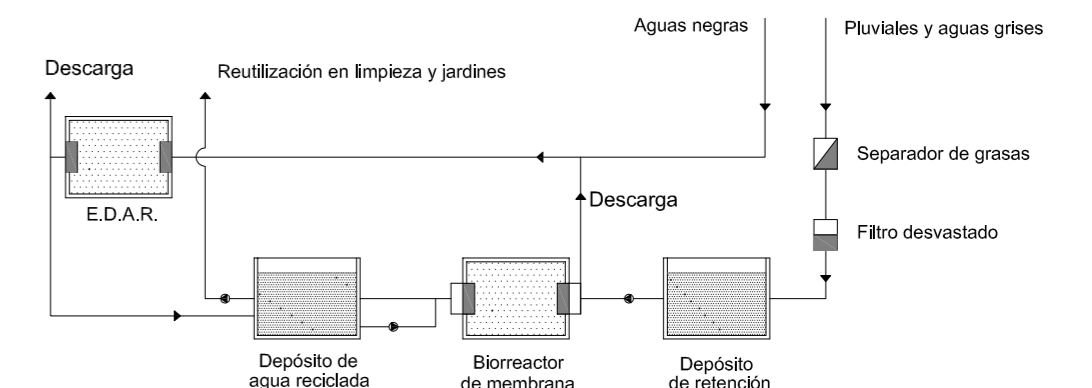 Aguas negras
Pluviales y aguas grises
Descarga
Reutilización en limpieza y jardines
Separador de grasas
E.D.A.R.
Descarga
Filtro desvastado
Depósito de
agua reciclada
Biorreactor
de membrana
Depósito
de retención